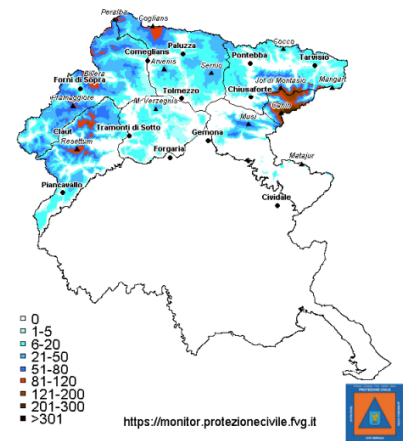 Peralba
Coglians
Paluzza
Comeglians
Arvenis
Sernio
Cocco
Pontebba
Tarvisio
Bìvera
Forni di Sopra
Jof di Montasio
Mangart
Chiusaforte
Tolmezzo
Pramaggiore
M.Verzegnis
Canin
Claut
Tramonti di Sotto
Musi
Resettum
Gemona
Forgaria
Matajur
Piancavallo
Cividale
0
1-5
6-20
21-50
51-80
81-120
121-200
201-300
>301
https://monitor.protezionecivile.fvg.it